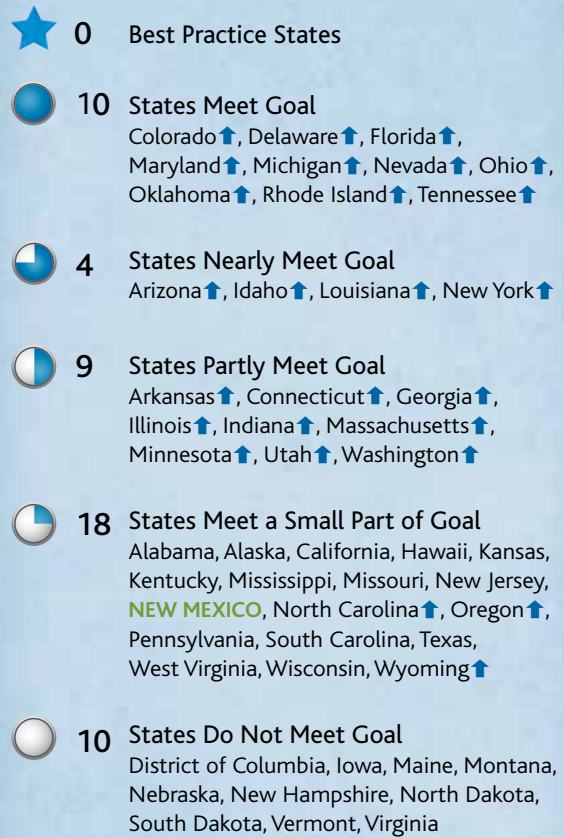 0 Best Practice States
10 States Meet Goal
Colorado⬆, Delaware⬆, Florida⬆,
Maryland⬆, Michigan⬆, Nevada⬆, Ohio⬆,
Oklahoma⬆, Rhode Island⬆, Tennessee⬆
4 States Nearly Meet Goal
Arizona⬆, Idaho⬆, Louisiana⬆, New York⬆
9 States Partly Meet Goal
Arkansas⬆, Connecticut⬆, Georgia⬆,
Illinois⬆, Indiana⬆, Massachusetts⬆,
Minnesota⬆, Utah⬆, Washington⬆
18 States Meet a Small Part of Goal
Alabama, Alaska, California, Hawaii, Kansas,
Kentucky, Mississippi, Missouri, New Jersey,
NEW MEXICO, North Carolina⬆, Oregon⬆,
Pennsylvania, South Carolina, Texas,
West Virginia, Wisconsin, Wyoming⬆
10 States Do Not Meet Goal
District of Columbia, Iowa, Maine, Montana,
Nebraska, New Hampshire, North Dakota,
South Dakota, Vermont, Virginia